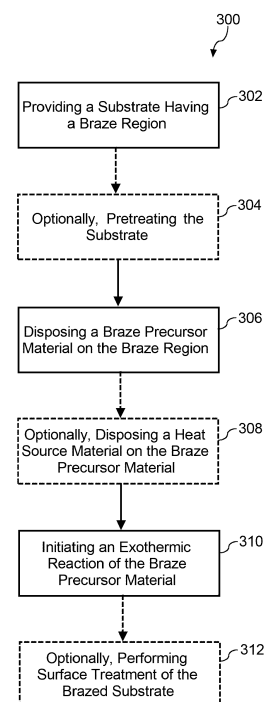 300
302
Providing a Substrate Having
a Braze Region
304
Optionally, Pretreating the
Substrate
306
Disposing a Braze Precursor
Material on the Braze Region
308
Optionally, Disposing a Heat
Source Material on the Braze
Precursor Material
310
Initiating an Exothermic
Reaction of the Braze
Precursor Material
312
Optionally, Performing
Surface Treatment of the
Brazed Substrate